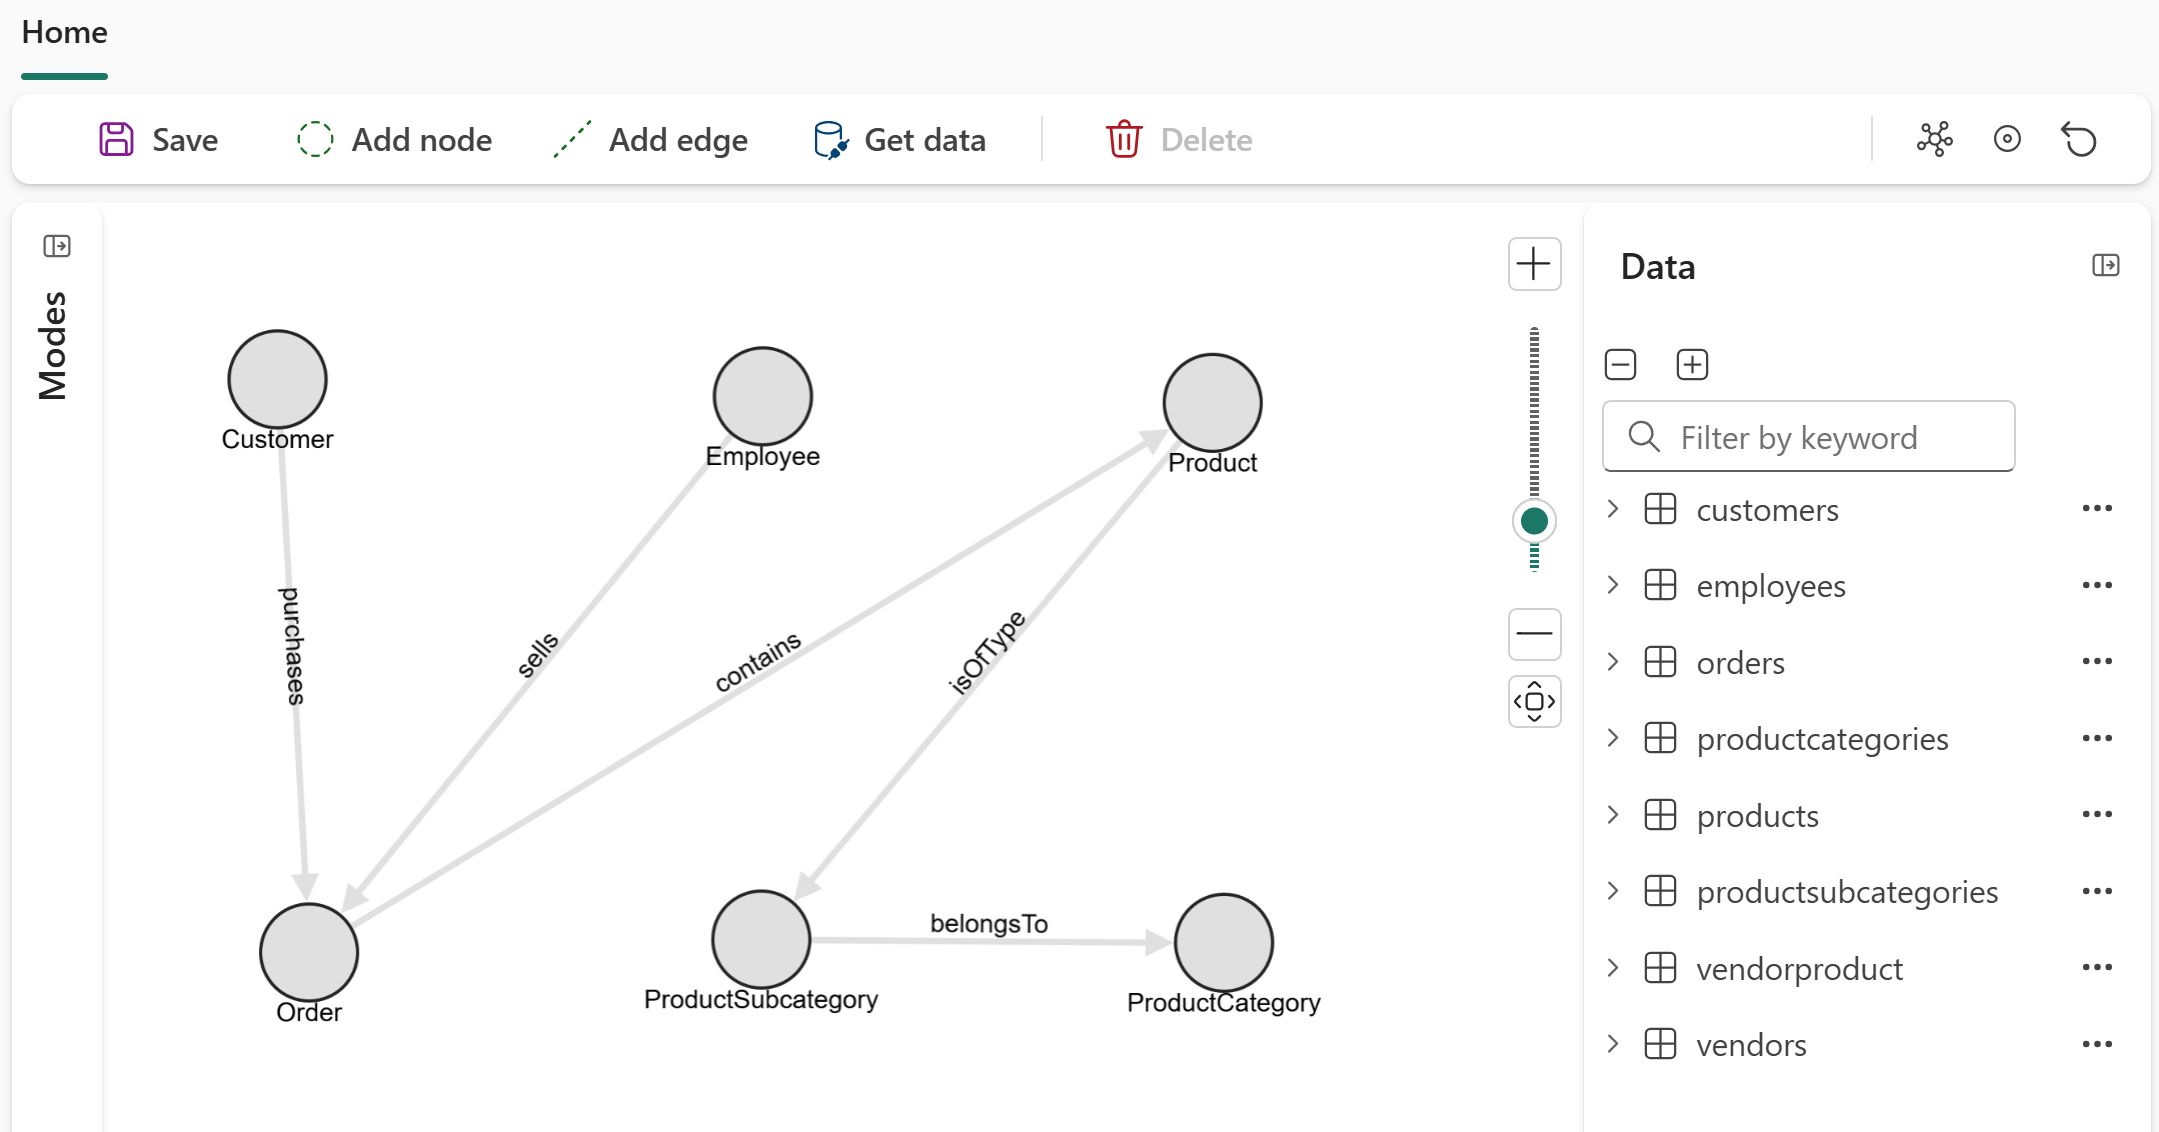 Home
Save
Add node
Add edge
Get data
Delete
Modes
Customer
Employee
Product
purchases
sells
contains
isOfType
belongsTo
Order
ProductSubcategory
ProductCategory
Data
Filter by keyword
customers
employees
orders
productcategories
products
productsubcategories
vendorproduct
vendors